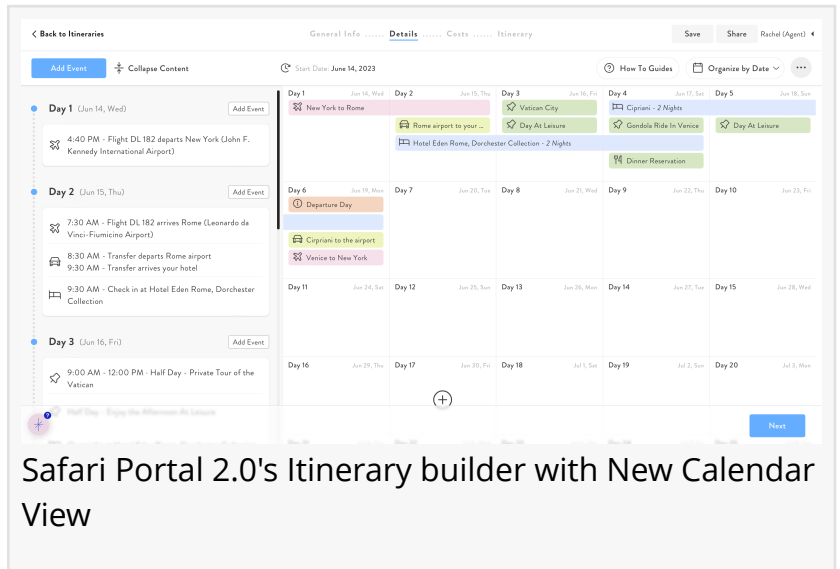 Back to Itineraries
General Info ...... Details ...... Costs ...... Itinerary
Save
Share
Rachel (Agent)
Add Event
Collapse Content
Start Date: June 14, 2023
How To Guides
Organize by Date
Day 1 (Jun 14, Wed)
Add Event
4:40 PM - Flight DL 182 departs New York (John F.
Kennedy International Airport)
Day 2 (Jun 15, Thu)
Add Event
7:30 AM - Flight DL 182 arrives Rome (Leonardo da
Vinci-Fiumicino Airport)
8:30 AM - Transfer departs Rome airport
9:30 AM - Transfer arrives your hotel
9:30 AM - Check in at Hotel Eden Rome, Dorchester
Collection
Day 3 (Jun 16, Fri)
Add Event
9:00 AM - 12:00 PM - Half Day - Private Tour of the
Vatican
Half Day - Enjoy the Afternoon At Leisure
Day 1 Jun 14, Wed
Day 2 Jun 15, Thu
Day 3 Jun 16, Fri
Day 4 Jun 17, Sat
Day 5 Jun 18, Sun
New York to Rome
Vatican City
Cipriani - 2 Nights
Rome airport to your ...
Day At Leisure
Gondola Ride In Venice
Day At Leisure
Hotel Eden Rome, Dorchester Collection - 2 Nights
Dinner Reservation
Day 6 Jun 19, Mon
Day 7 Jun 20, Tue
Day 8 Jun 21, Wed
Day 9 Jun 22, Thu
Day 10 Jun 23, Fri
Departure Day
Cirpriani to the airport
Venice to New York
Day 11 Jun 24, Sat
Day 12 Jun 25, Sun
Day 13 Jun 26, Mon
Day 14 Jun 27, Tue
Day 15 Jun 28, Wed
Day 16 Jun 29, Thu
Day 17 Jun 30, Fri
Day 18 Jul 1, Sat
Day 19 Jul 2, Sun
Day 20 Jul 3, Mon
?
Next
Safari Portal 2.0's Itinerary builder with New Calendar
View